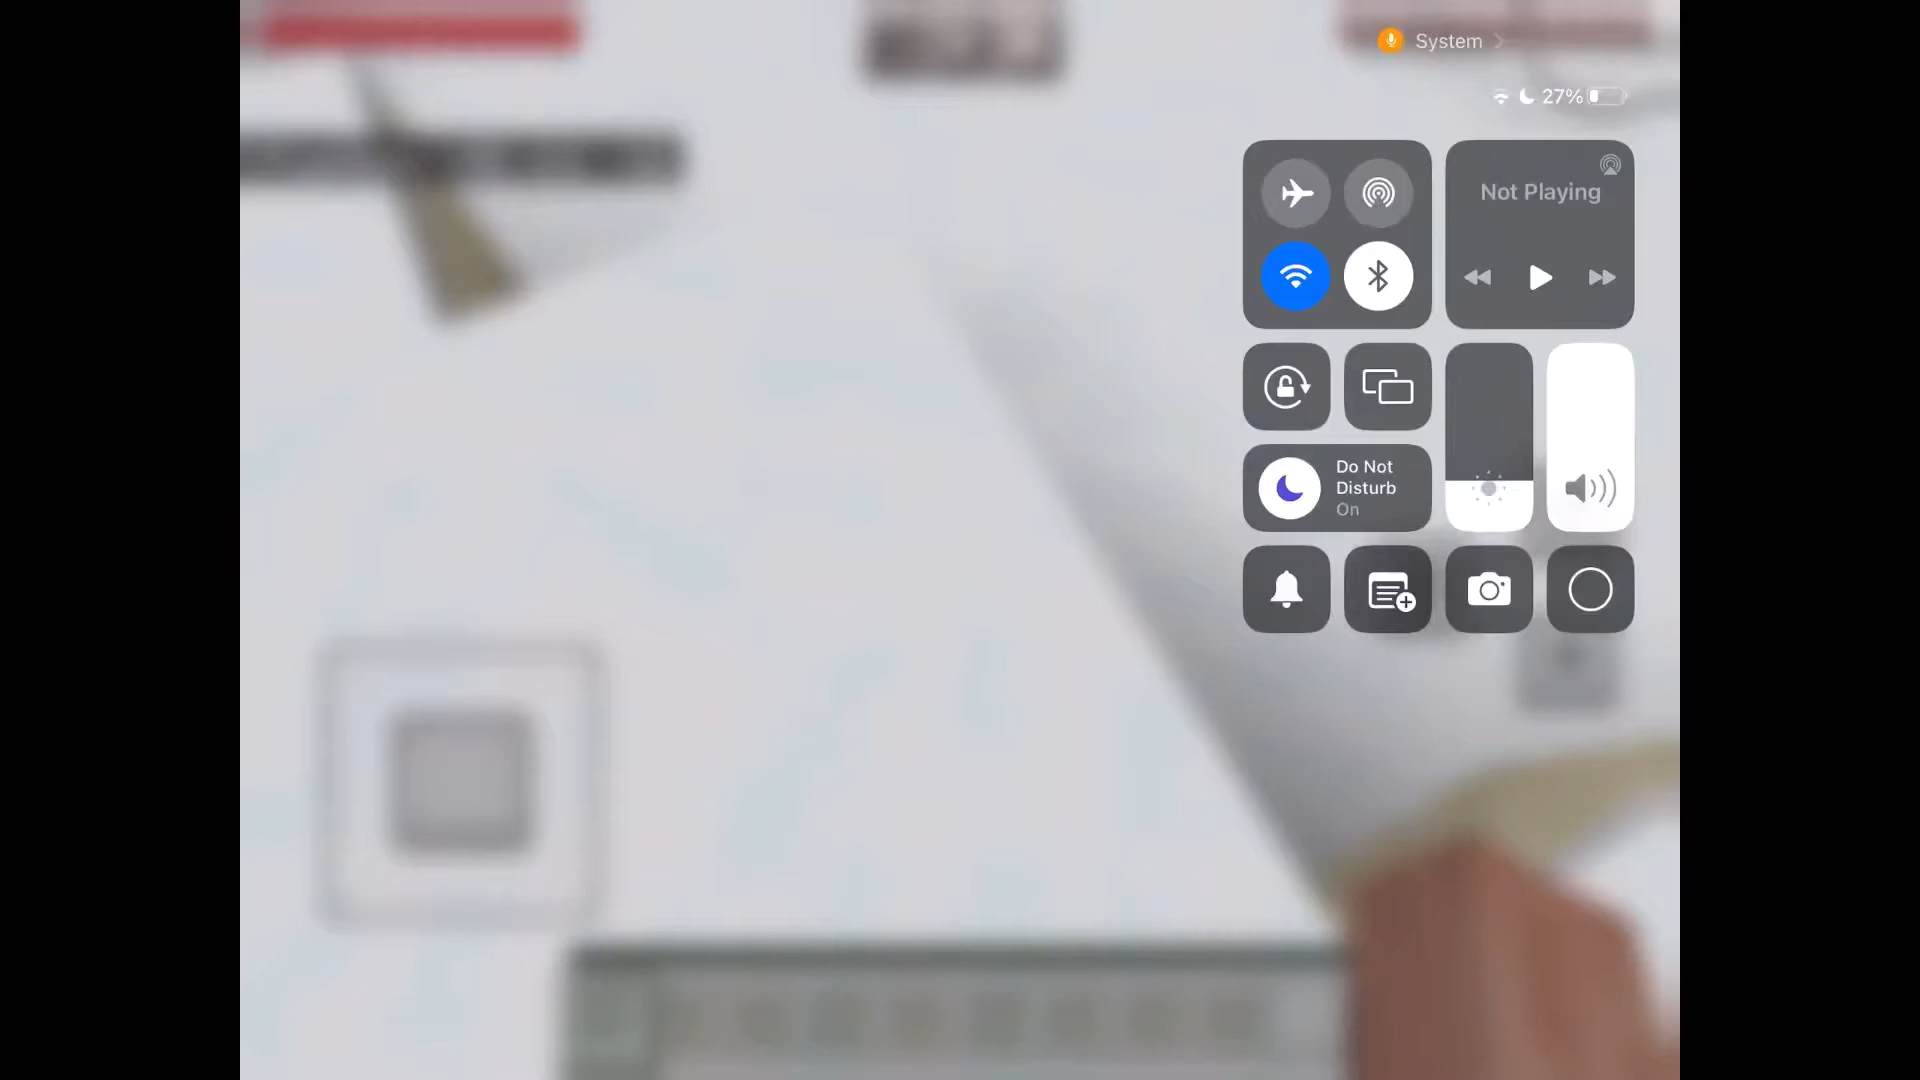 System
27%
Not Playing
Do Not
Disturb
On